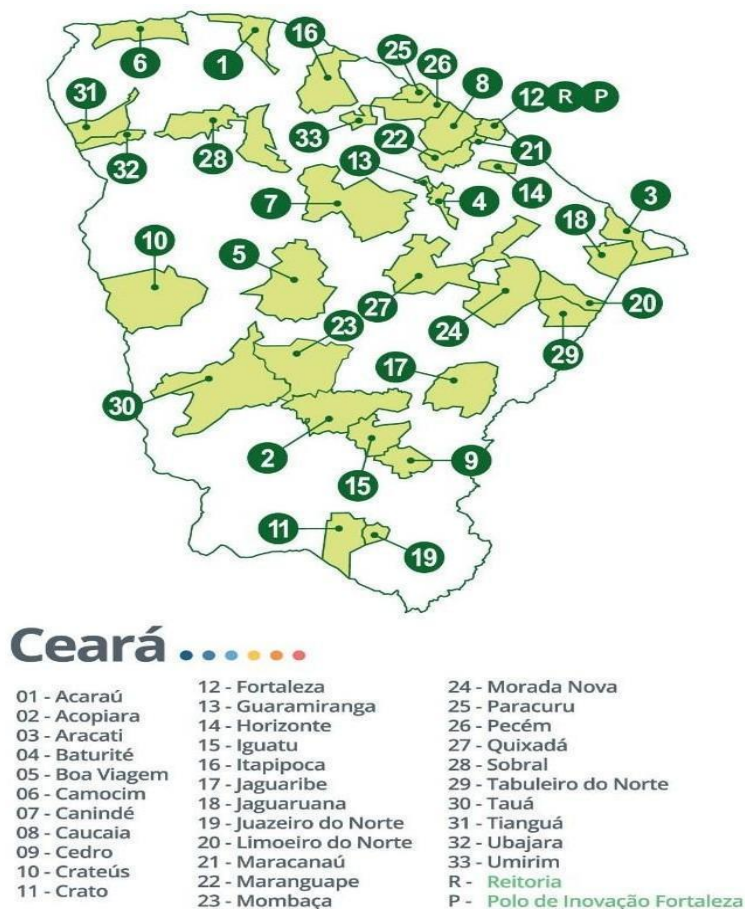 16
25
26
6
1
8
12 R P
31
33
22
21
32
28
13
14
7
4
3
10
18
5
27
20
23
24
29
17
30
2
9
15
11
19
Ceará
01 - Acaraú
02 - Acopiara
03 - Aracati
04 - Baturité
05 - Boa Viagem
06 - Camocim
07 - Canindé
08 - Caucaia
09 - Cedro
10 - Crateús
11 - Crato
12 - Fortaleza
13 - Guaramiranga
14 - Horizonte
15 - Iguatu
16 - Itapipoca
17 - Jaguaribe
18 - Jaguaruana
19 - Juazeiro do Norte
20 - Limoeiro do Norte
21 - Maracanaú
22 - Maranguape
23 - Mombaça
24 - Morada Nova
25 - Paracuru
26 - Pecém
27 - Quixadá
28 - Sobral
29 - Tabuleiro do Norte
30 - Tauá
31 - Tianguá
32 - Ubajara
33 - Umirim
R - Reitoria
P - Polo de Inovação Fortaleza